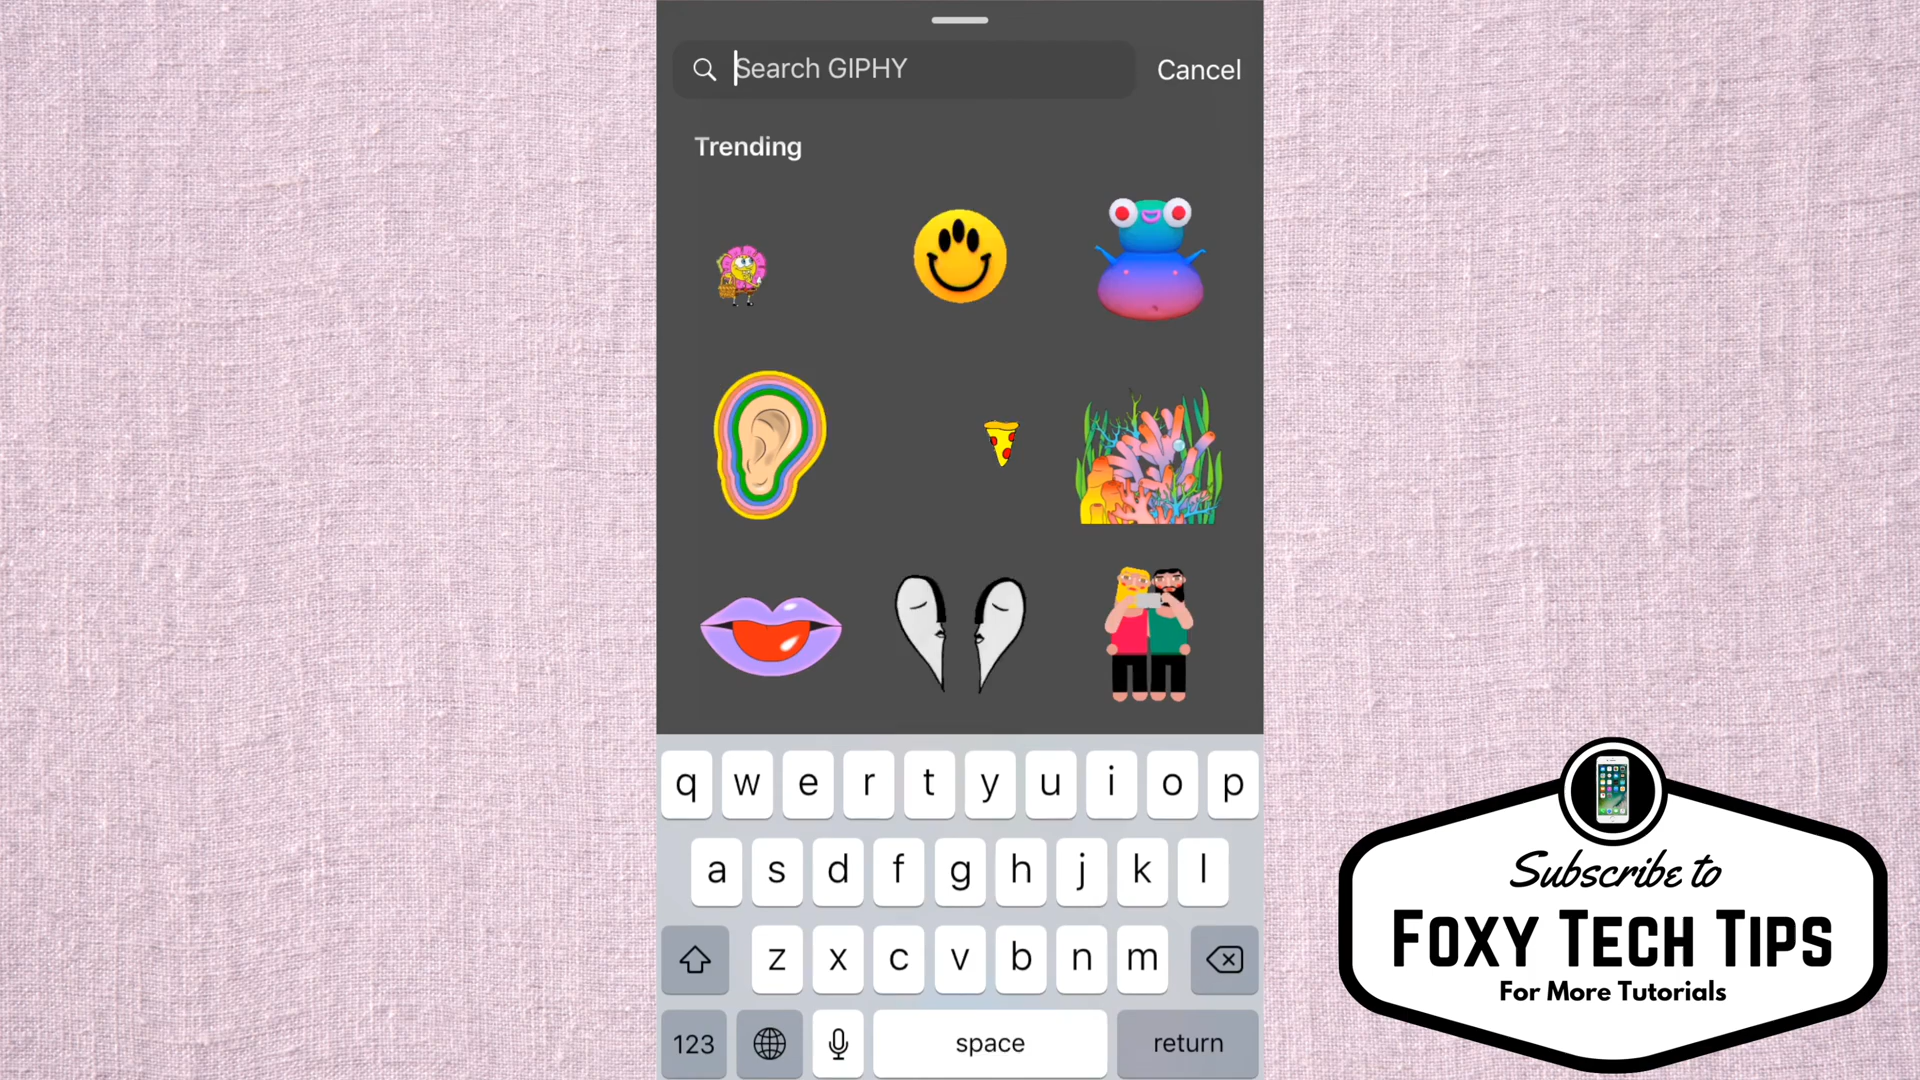 Search GIPHY
Cancel
Trending
q w e r t y u i o p
a s d f g h j k l
z x c v b n m
123 space return
Subscribe to
FOXY TECH TIPS
For More Tutorials